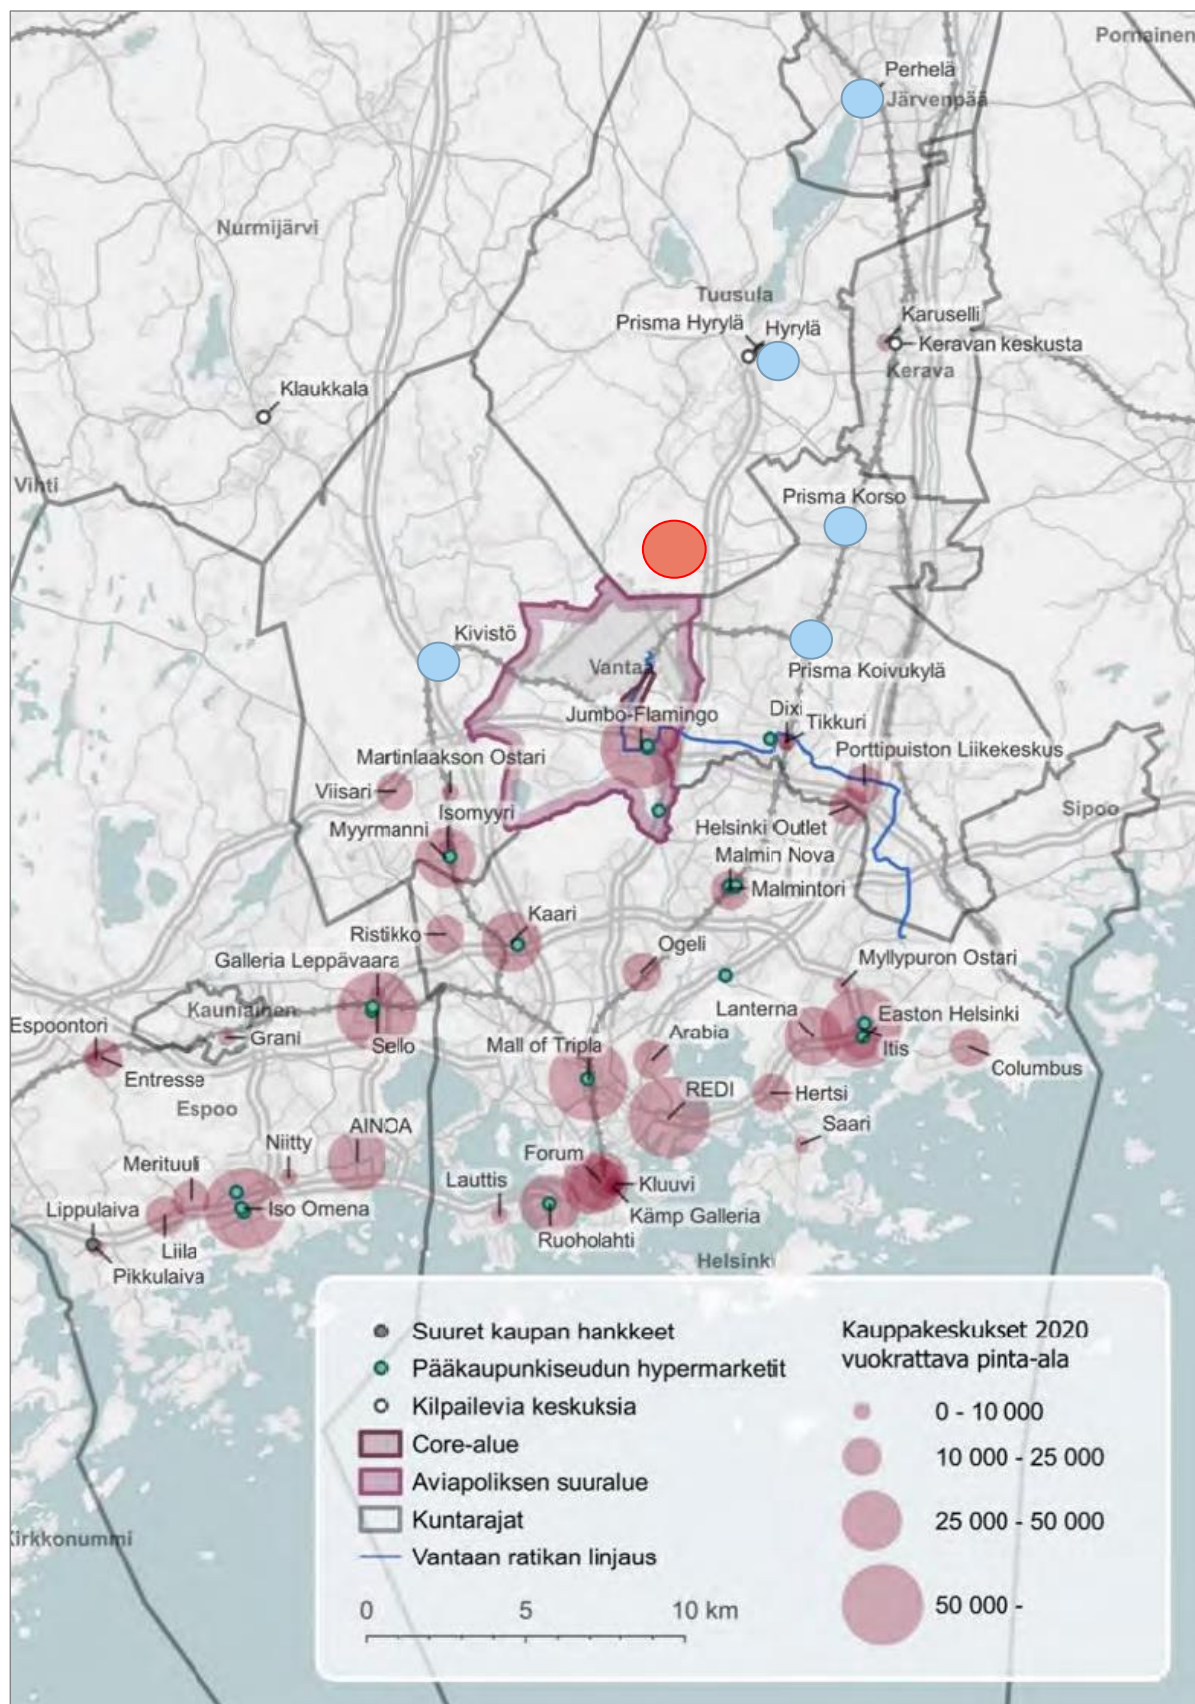 Pornainen
Perhelä
Järvenpää
Nurmijärvi
Tuusula
Prisma Hyrylä
Hyrylä
Karuselli
Keravan keskusta
Kerava
Klaukkala
Vihti
Prisma Korso
Kivistö
Vantaa
Prisma Koivukylä
Jumbo-Flamingo
Dixi
Tikkuri
Martinlaakson Ostari
Porttipuiston Liikekeskus
Viisari
Isomyyri
Sipoo
Myyrmanni
Helsinki Outlet
Malmin Nova
Malmintori
Kaari
Ristikko
Ogeli
Galleria Leppävaara
Myllypuron Ostari
Kauniainen
Lanterna
Easton Helsinki
Espoontori
Grani
Sello
Mall of Tripla
Arabia
Itis
Columbus
Entresse
REDI
Hertsi
Espoo
AINOA
Niitty
Saari
Merituuli
Forum
Lauttis
Kluuvi
Lippulaiva
Iso Omena
Kämp Galleria
Liila
Ruoholahti
Pikkulaiva
Helsinki
Kirkkonummi
Suuret kaupan hankkeet
Pääkaupunkiseudun hypermarketit
Kilpailevia keskuksia
Core-alue
Aviapoliksen suuralue
Kuntarajat
Vantaan ratikan linjaus
0 5 10 km
Kauppakeskukset 2020
vuokrattava pinta-ala
0 - 10 000
10 000 - 25 000
25 000 - 50 000
50 000 -